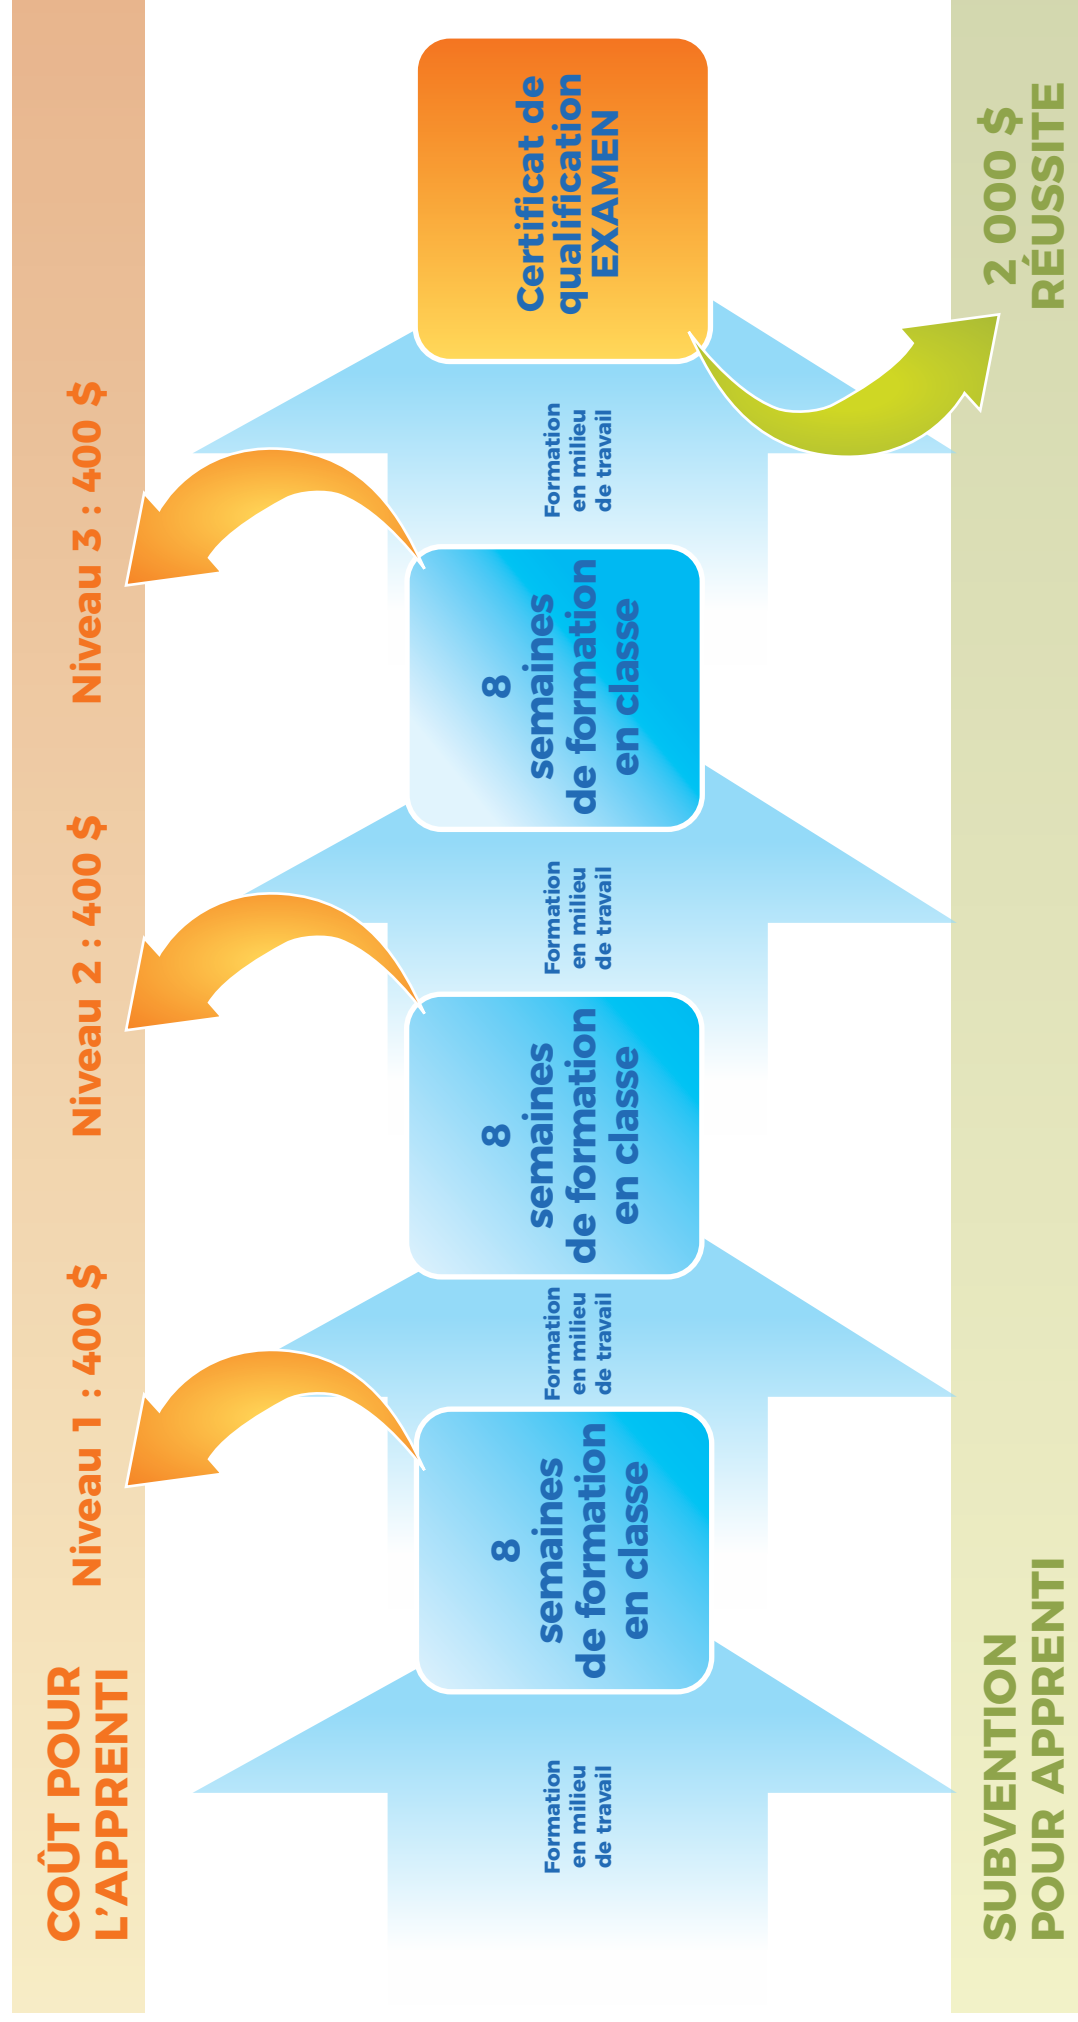 COÛT POUR
L’APPRENTI
Niveau 1 : 400 $
Niveau 2 : 400 $
Niveau 3 : 400 $
Formation
en milieu
de travail
8
semaines
de formation
en classe
Formation
en milieu
de travail
8
semaines
de formation
en classe
Formation
en milieu
de travail
8
semaines
de formation
en classe
Formation
en milieu
de travail
Certificat de
qualification
EXAMEN
SUBVENTION
POUR APPRENTI
2 000 $
RÉUSSITE